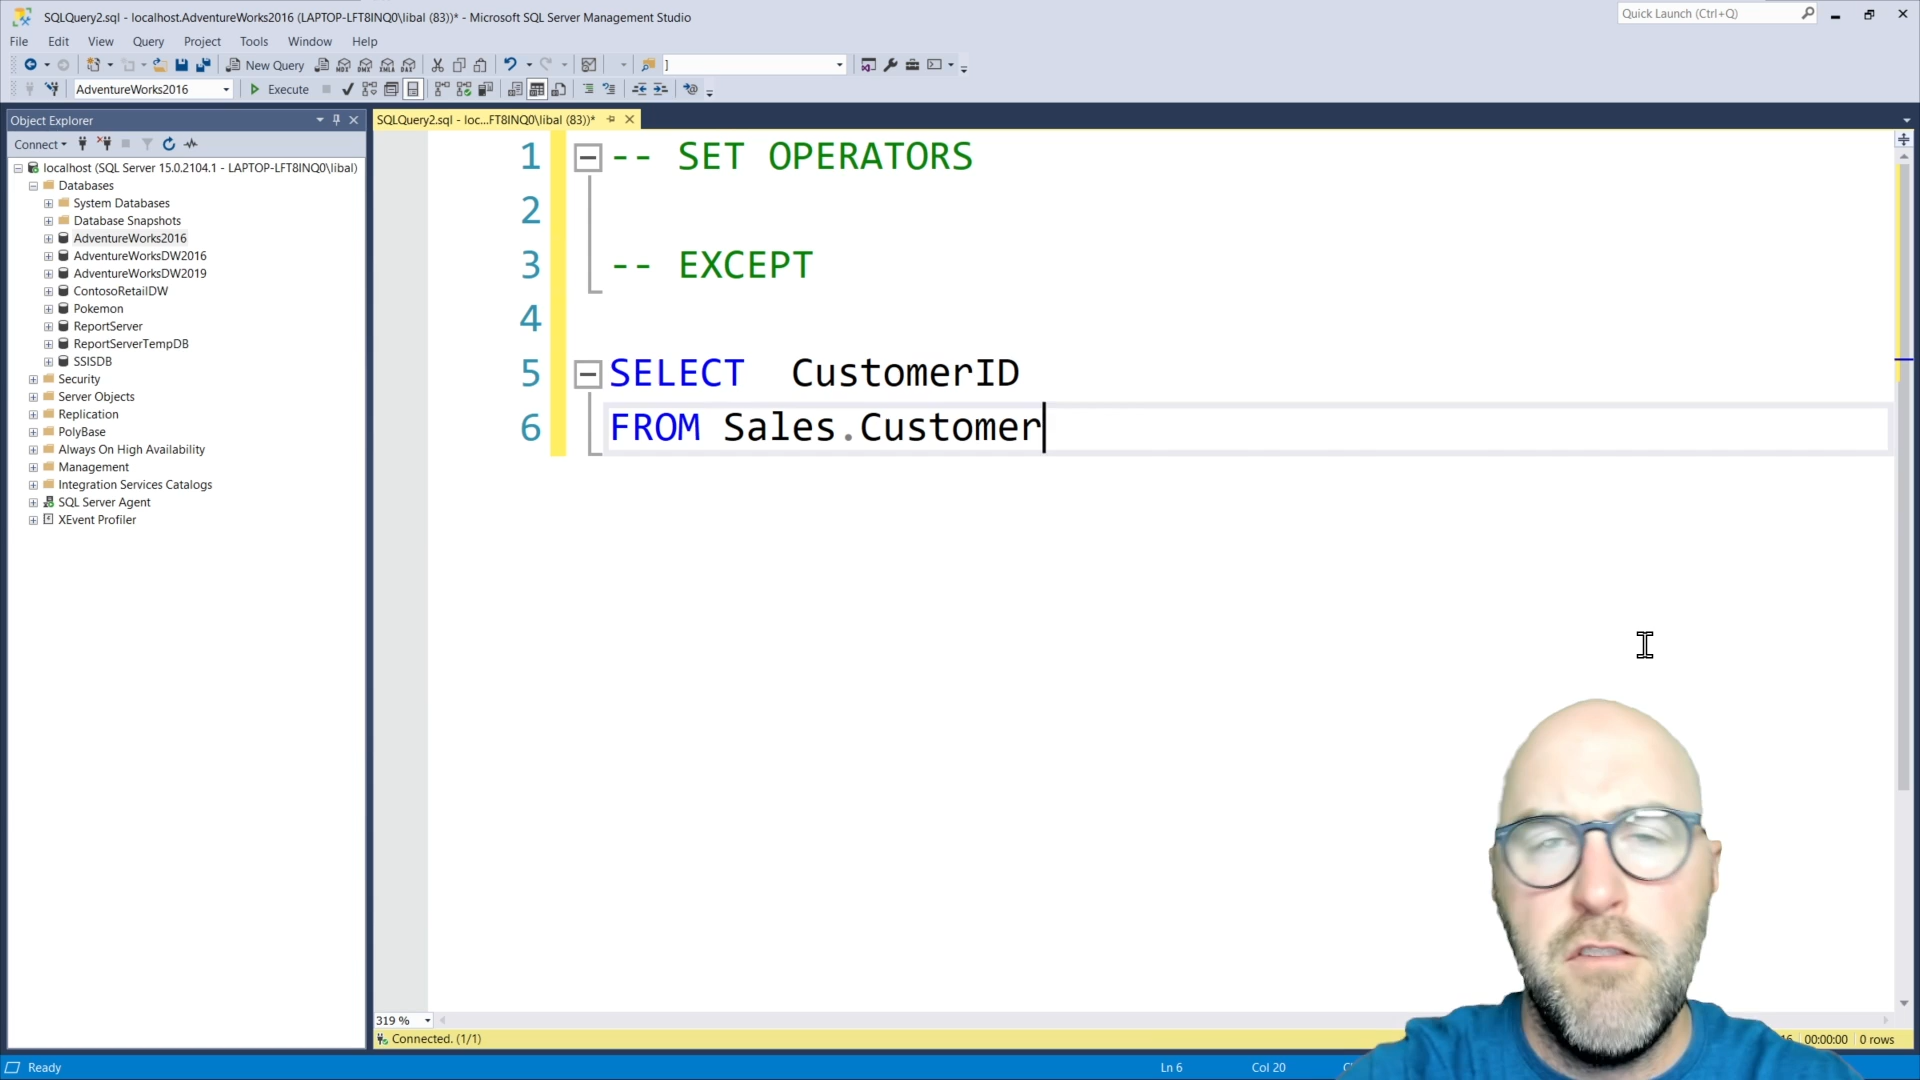 SQLQuery2.sql - localhost.AdventureWorks2016 (LAPTOP-LFT8INQ0\libal (83))* - Microsoft SQL Server Management Studio
Quick Launch (Ctrl+Q)
File Edit View Query Project Tools Window Help
New Query MDX DMX XMLA DAX ]
AdventureWorks2016 Execute
Object Explorer
SQLQuery2.sql - loc...FT8INQ0\libal (83))*
Connect
localhost (SQL Server 15.0.2104.1 - LAPTOP-LFT8INQ0\libal)
Databases
System Databases
Database Snapshots
AdventureWorks2016
AdventureWorksDW2016
AdventureWorksDW2019
ContosoRetailDW
Pokemon
ReportServer
ReportServerTempDB
SSISDB
Security
Server Objects
Replication
PolyBase
Always On High Availability
Management
Integration Services Catalogs
SQL Server Agent
XEvent Profiler
1 -- SET OPERATORS
2
3 -- EXCEPT
4
5 SELECT CustomerID
6 FROM Sales.Customer
319 %
Connected. (1/1)
00:00:00 0 rows
Ready
Ln 6 Col 20